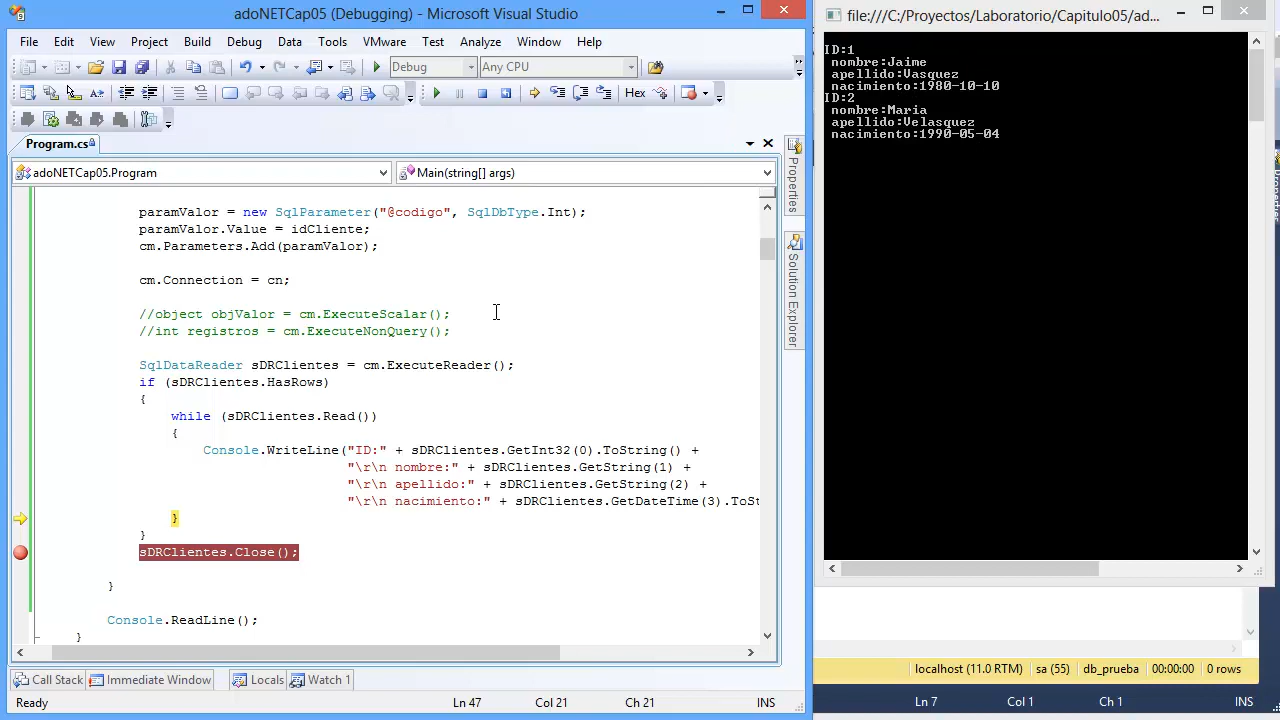 adoNETCap05 (Debugging) - Microsoft Visual Studio
File Edit View Project Build Debug Team Data Tools VMware Test Analyze Window Help
Debug Any CPU
Hex
Program.cs
adoNETCap05.Program Main(string[] args)
paramValor = new SqlParameter("@codigo", SqlDbType.Int);
paramValor.Value = idCliente;
cm.Parameters.Add(paramValor);
cm.Connection = cn;
//object objValor = cm.ExecuteScalar();
//int registros = cm.ExecuteNonQuery();
SqlDataReader sDRClientes = cm.ExecuteReader();
if (sDRClientes.HasRows)
{
while (sDRClientes.Read())
{
Console.WriteLine("ID:" + sDRClientes.GetInt32(0).ToString() +
"\r\n nombre:" + sDRClientes.GetString(1) +
"\r\n apellido:" + sDRClientes.GetString(2) +
"\r\n nacimiento:" + sDRClientes.GetDateTime(3).ToSt
}
}
sDRClientes.Close();
}
Console.ReadLine();
}
Properties
Solution Explorer
Call Stack Immediate Window Locals Watch 1
Ready Ln 47 Col 21 Ch 21 INS
file:///C:/Proyectos/Laboratorio/Capitulo05/ad...
ID:1
nombre:Jaime
apellido:Vasquez
nacimiento:1980-10-10
ID:2
nombre:Maria
apellido:Velasquez
nacimiento:1990-05-04
localhost (11.0 RTM) sa (55) db_prueba 00:00:00 0 rows
Ln 7 Col 1 Ch 1 INS